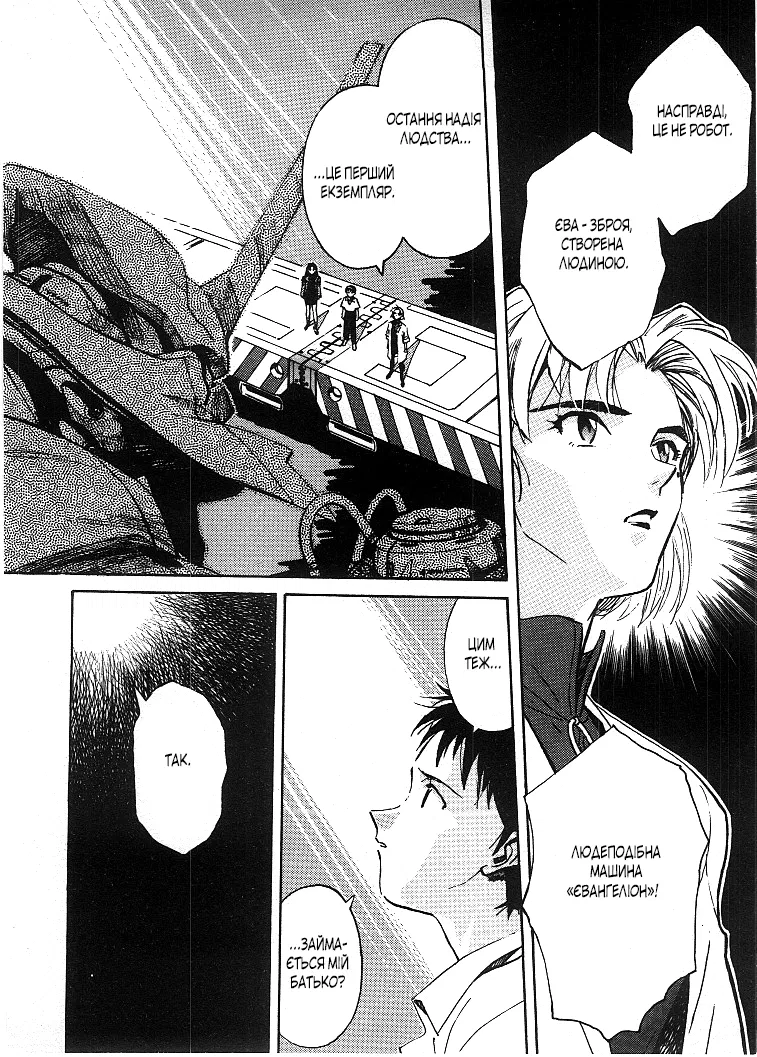 НАСПРАВДІ,
ЦЕ НЕ РОБОТ.
ЄВА - ЗБРОЯ,
СТВОРЕНА
ЛЮДИНОЮ.
ЛЮДЕПОДІБНА
МАШИНА
«ЄВАНГЕЛІОН»!
ОСТАННЯ НАДІЯ
ЛЮДСТВА...
...ЦЕ ПЕРШИЙ
ЕКЗЕМПЛЯР.
ЦИМ
ТЕЖ...
...ЗАЙМА-
ЄТЬСЯ МІЙ
БАТЬКО?
ТАК.